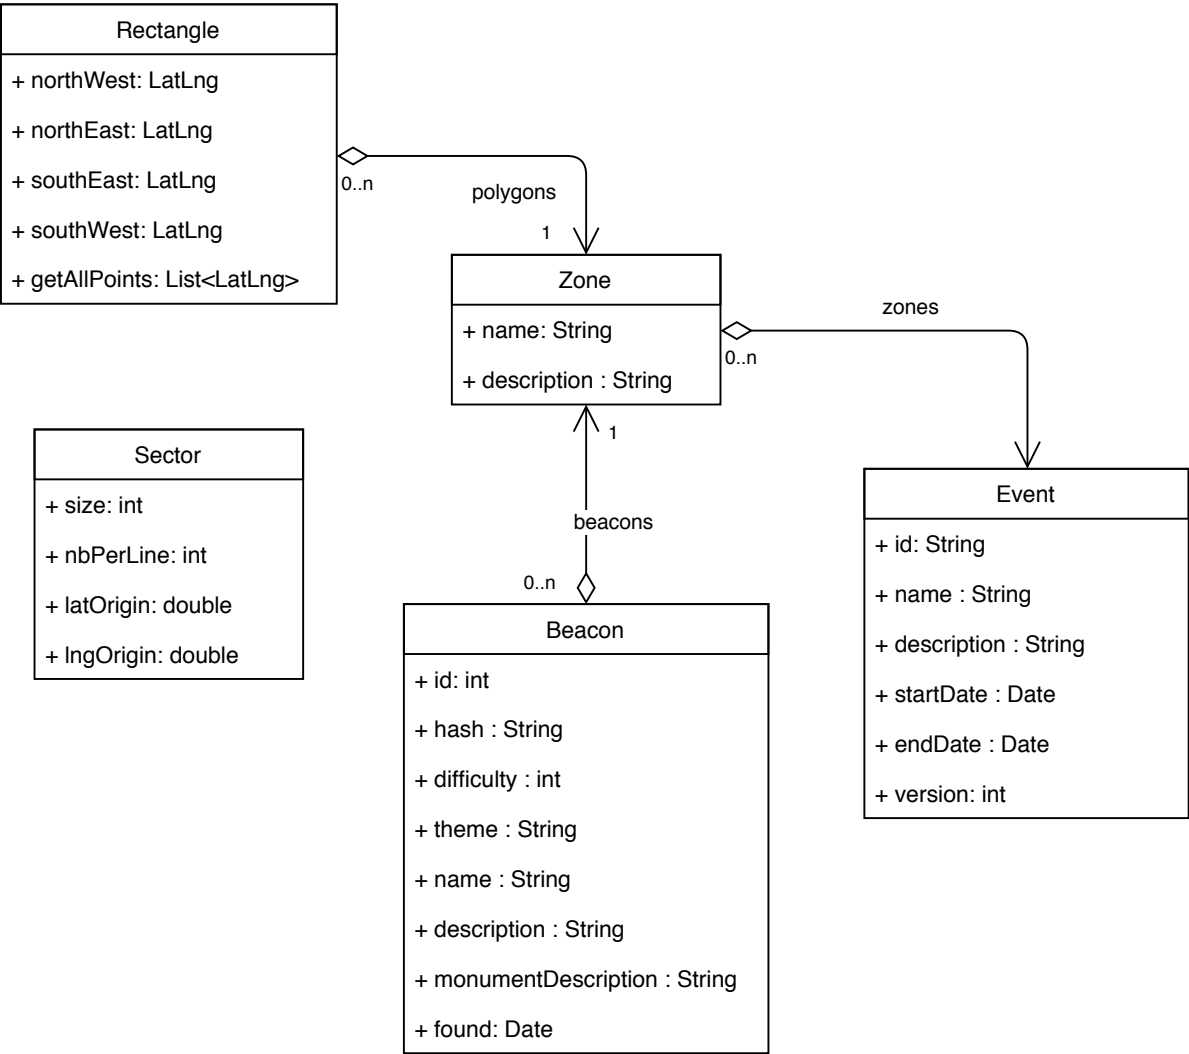 Rectangle
+ northWest: LatLng
+ northEast: LatLng
+ southEast: LatLng
+ southWest: LatLng
+ getAllPoints: List<LatLng>
0..n
polygons
1
Zone
+ name: String
+ description : String
0..n
zones
1
beacons
0..n
Sector
+ size: int
+ nbPerLine: int
+ latOrigin: double
+ lngOrigin: double
Beacon
+ id: int
+ hash : String
+ difficulty : int
+ theme : String
+ name : String
+ description : String
+ monumentDescription : String
+ found: Date
Event
+ id: String
+ name : String
+ description : String
+ startDate : Date
+ endDate : Date
+ version: int